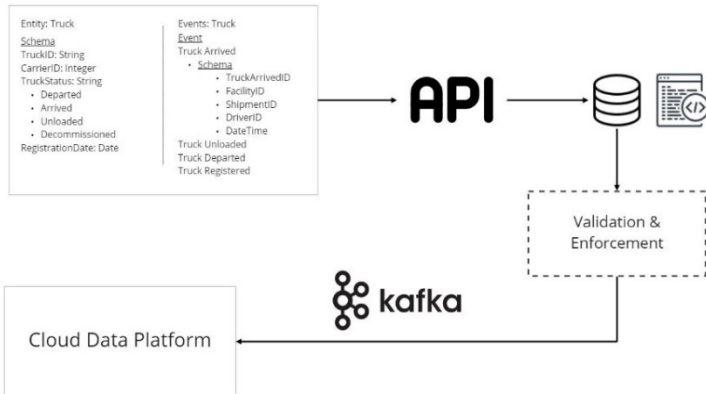 Entity: Truck
Schema
TruckID: String
CarrierID: Integer
TruckStatus: String
• Departed
• Arrived
• Unloaded
• Decommissioned
RegistrationDate: Date
Events: Truck
Event
Truck Arrived
• Schema
• TruckArrivedID
• FacilityID
• ShipmentID
• DriverID
• DateTime
Truck Unloaded
Truck Departed
Truck Registered
API
</>
Validation &
Enforcement
kafka
Cloud Data Platform